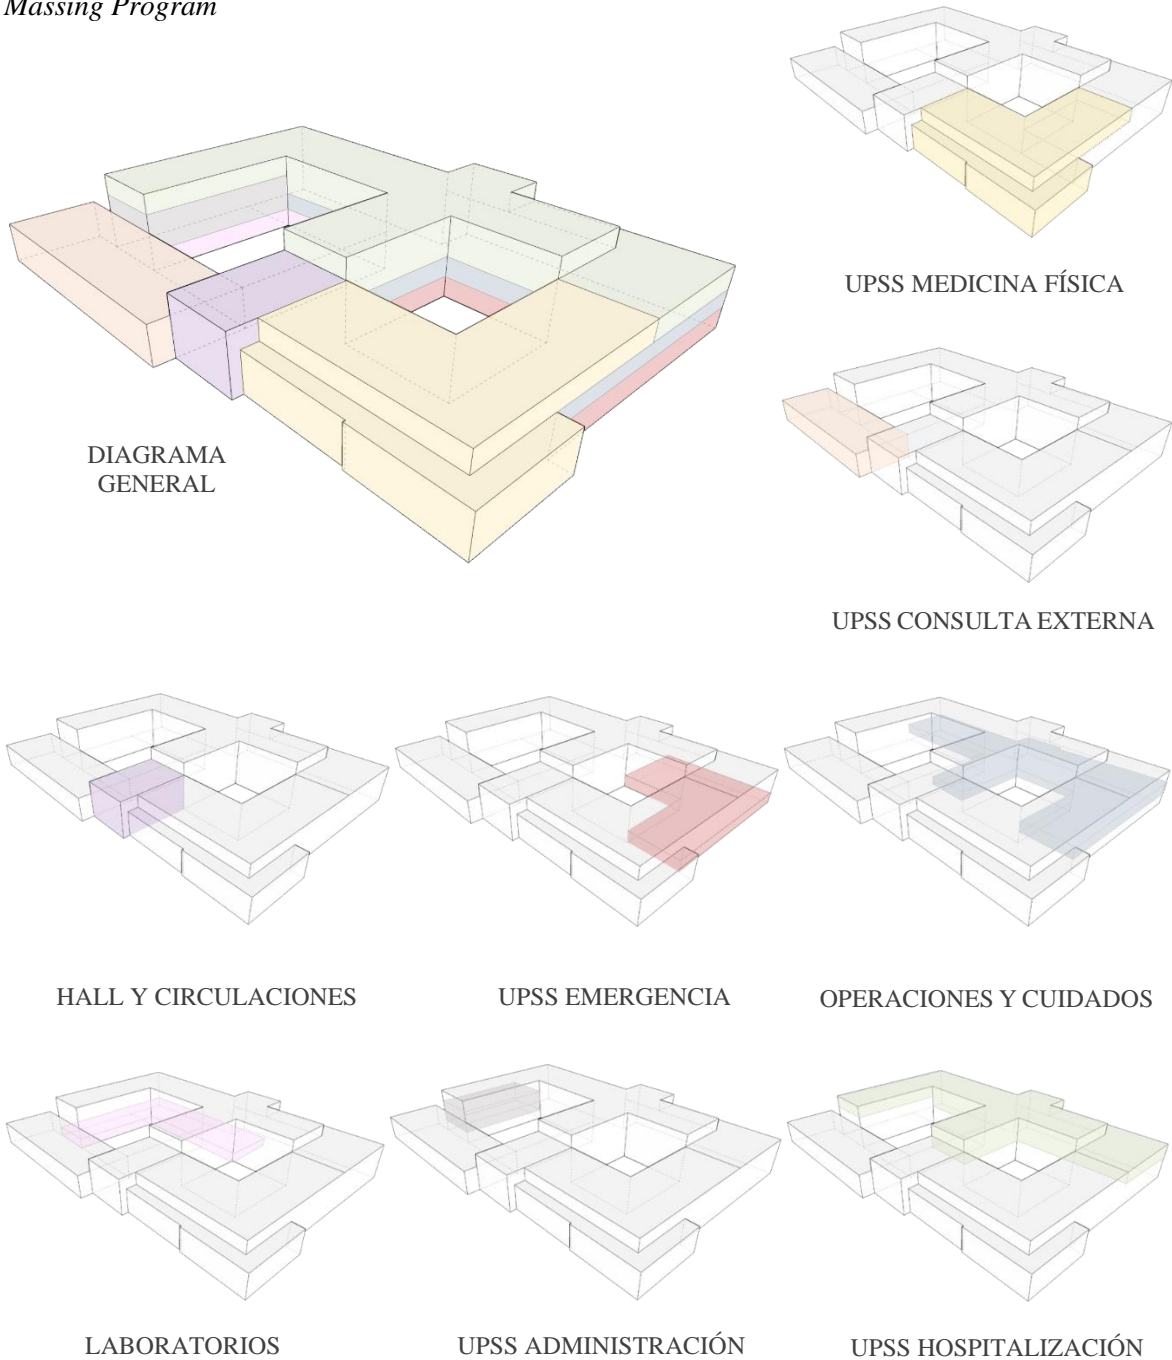 Massing Program
UPSS MEDICINA FÍSICA
DIAGRAMA
GENERAL
UPSS CONSULTA EXTERNA
HALL Y CIRCULACIONES
UPSS EMERGENCIA
OPERACIONES Y CUIDADOS
LABORATORIOS
UPSS ADMINISTRACIÓN
UPSS HOSPITALIZACIÓN